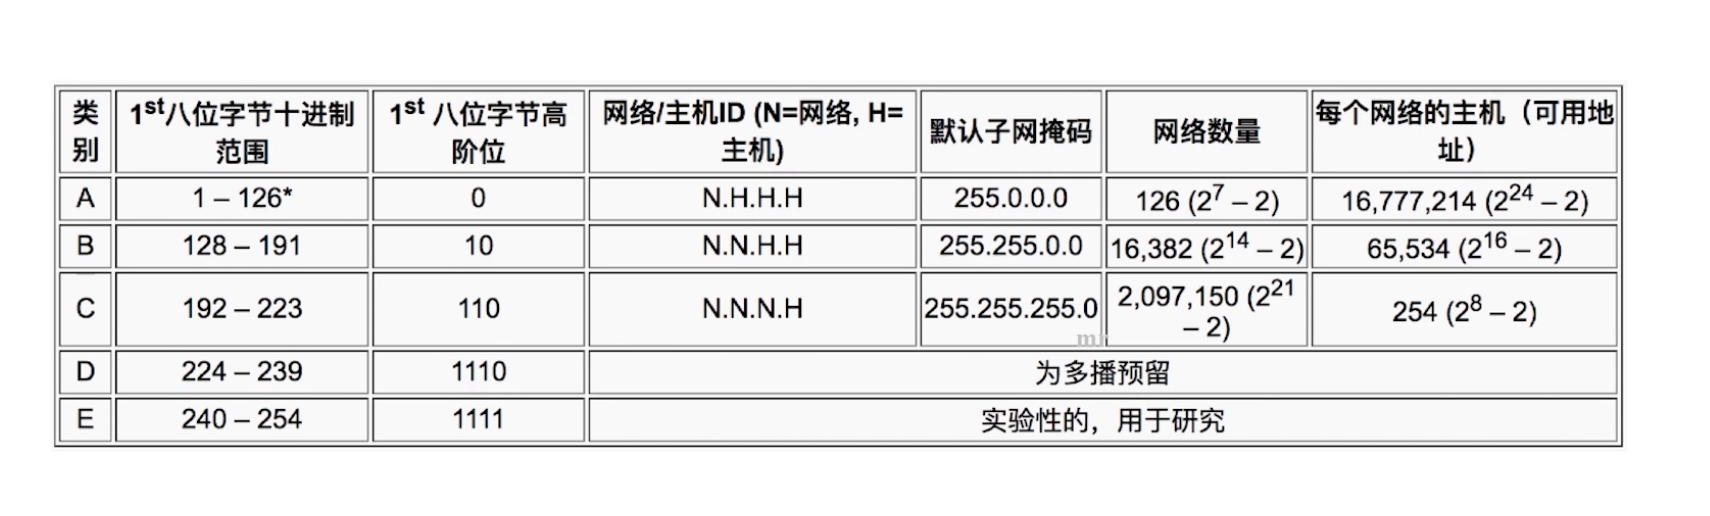 类别 1st八位字节十进制范围 1st 八位字节高阶位 网络/主机ID (N=网络, H=主机) 默认子网掩码 网络数量 每个网络的主机（可用地址）
A 1 – 126* 0 N.H.H.H 255.0.0.0 126 (2^7 – 2) 16,777,214 (2^24 – 2)
B 128 – 191 10 N.N.H.H 255.255.0.0 16,382 (2^14 – 2) 65,534 (2^16 – 2)
C 192 – 223 110 N.N.N.H 255.255.255.0 2,097,150 (2^21 – 2) 254 (2^8 – 2)
D 224 – 239 1110 为多播预留
E 240 – 254 1111 实验性的，用于研究